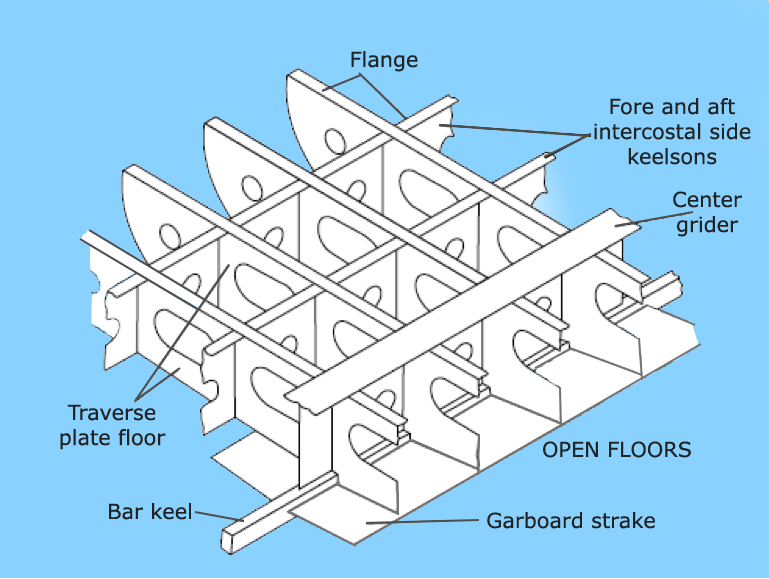 Flange
Fore and aft
intercostal side
keelsons
Center
grider
Traverse
plate floor
OPEN FLOORS
Bar keel
Garboard strake